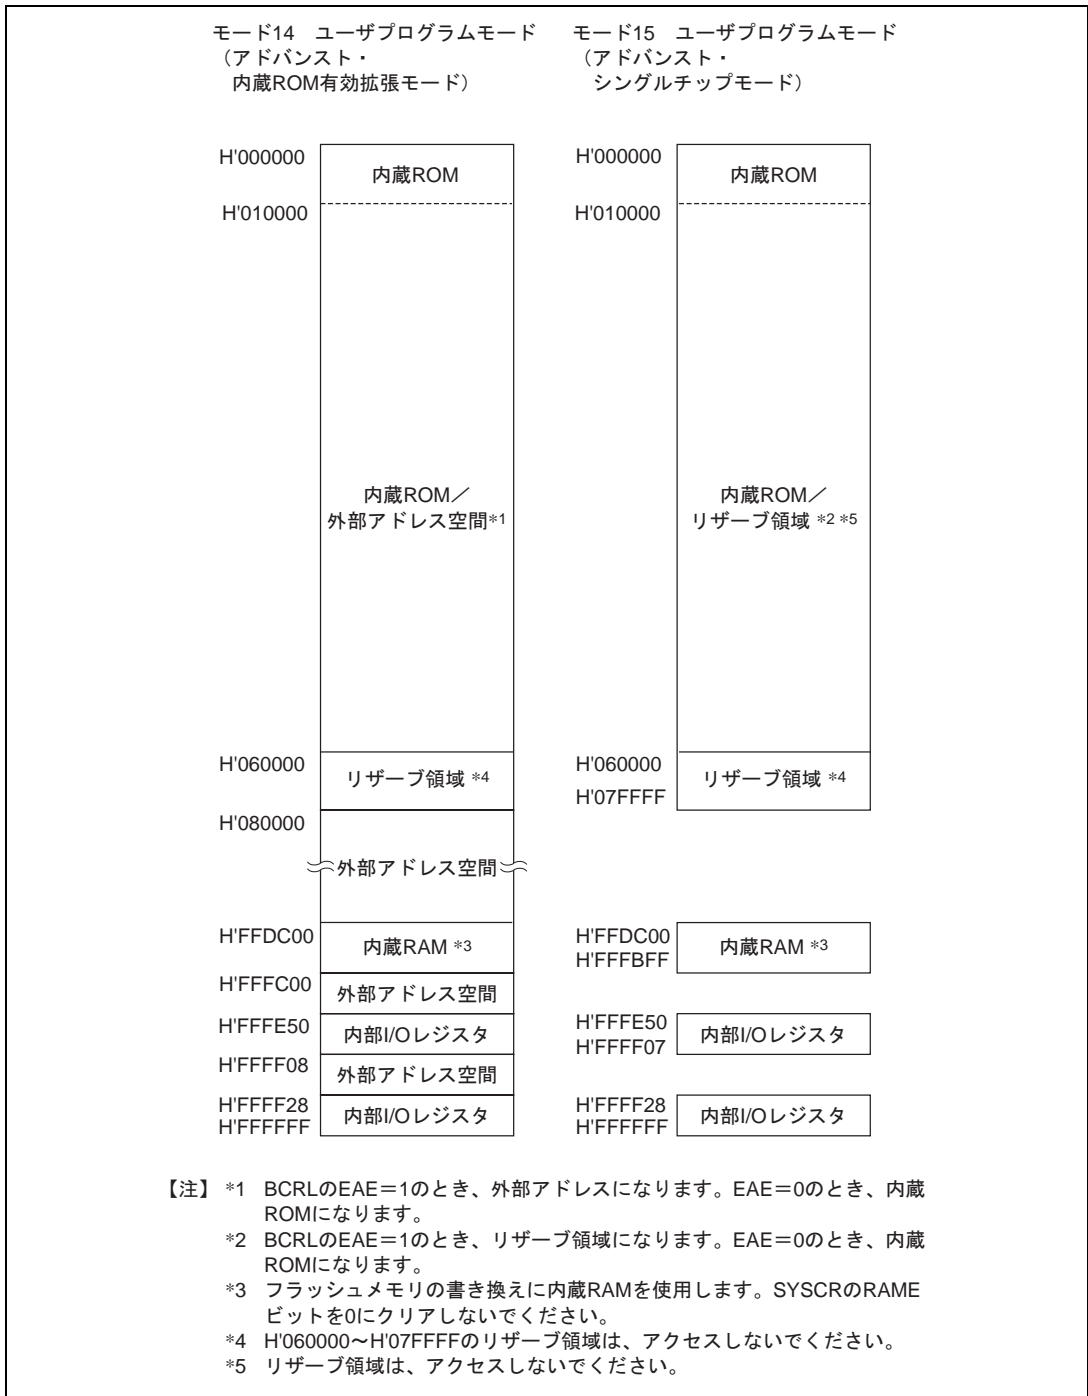 モード14　ユーザプログラムモード
（アドバンスト・
内蔵ROM有効拡張モード）
H'000000
内蔵ROM
H'010000
内蔵ROM／
外部アドレス空間*1
H'060000
リザーブ領域 *4
H'080000
外部アドレス空間
H'FFDC00
内蔵RAM *3
H'FFFC00
外部アドレス空間
H'FFFE50
内部I/Oレジスタ
H'FFFF08
外部アドレス空間
H'FFFF28
内部I/Oレジスタ
H'FFFFFF
モード15　ユーザプログラムモード
（アドバンスト・
シングルチップモード）
H'000000
内蔵ROM
H'010000
内蔵ROM／
リザーブ領域 *2 *5
H'060000
リザーブ領域 *4
H'07FFFF
H'FFDC00
内蔵RAM *3
H'FFFBFF
H'FFFE50
内部I/Oレジスタ
H'FFFF07
H'FFFF28
内部I/Oレジスタ
H'FFFFFF
【注】 *1　BCRLのEAE＝1のとき、外部アドレスになります。EAE＝0のとき、内蔵
ROMになります。
*2　BCRLのEAE＝1のとき、リザーブ領域になります。EAE＝0のとき、内蔵
ROMになります。
*3　フラッシュメモリの書き換えに内蔵RAMを使用します。SYSCRのRAME
ビットを0にクリアしないでください。
*4　H'060000～H'07FFFFのリザーブ領域は、アクセスしないでください。
*5　リザーブ領域は、アクセスしないでください。